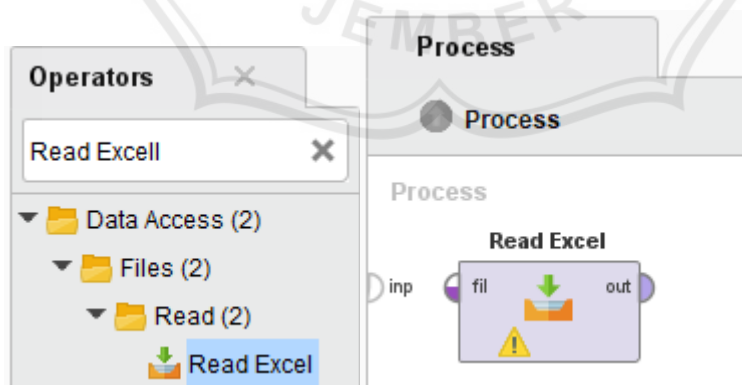 JEMBER
Operators
Read Excell
Data Access (2)
Files (2)
Read (2)
Read Excel
Process
Process
Process
Read Excel
inp
fil
out